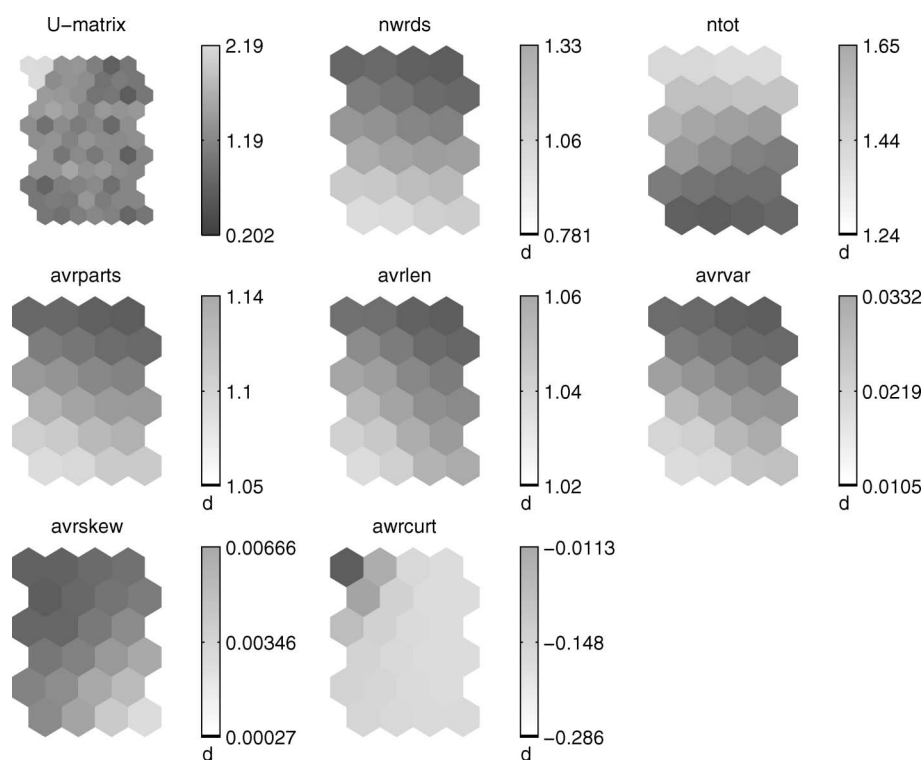 U-matrix
nwrds
ntot
2.19
1.19
0.202
1.33
1.06
0.781
d
1.65
1.44
1.24
d
avrparts
avrlen
avrvar
1.14
1.1
1.05
d
1.06
1.04
1.02
d
0.0332
0.0219
0.0105
d
avrskew
awrcurt
0.00666
0.00346
0.00027
d
-0.0113
-0.148
-0.286
d